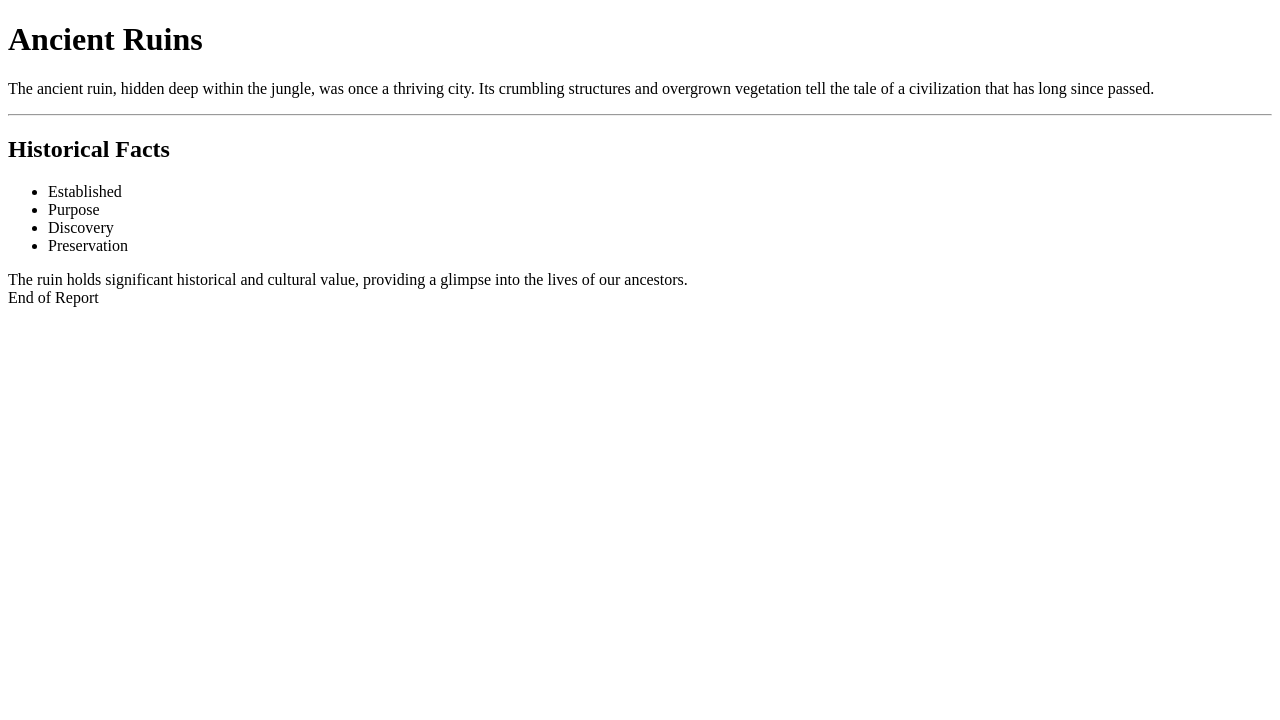 Ancient Ruins
The ancient ruin, hidden deep within the jungle, was once a thriving city. Its crumbling structures and overgrown vegetation tell the tale of a civilization that has long since passed.
Historical Facts
Established
Purpose
Discovery
Preservation
The ruin holds significant historical and cultural value, providing a glimpse into the lives of our ancestors.
End of Report